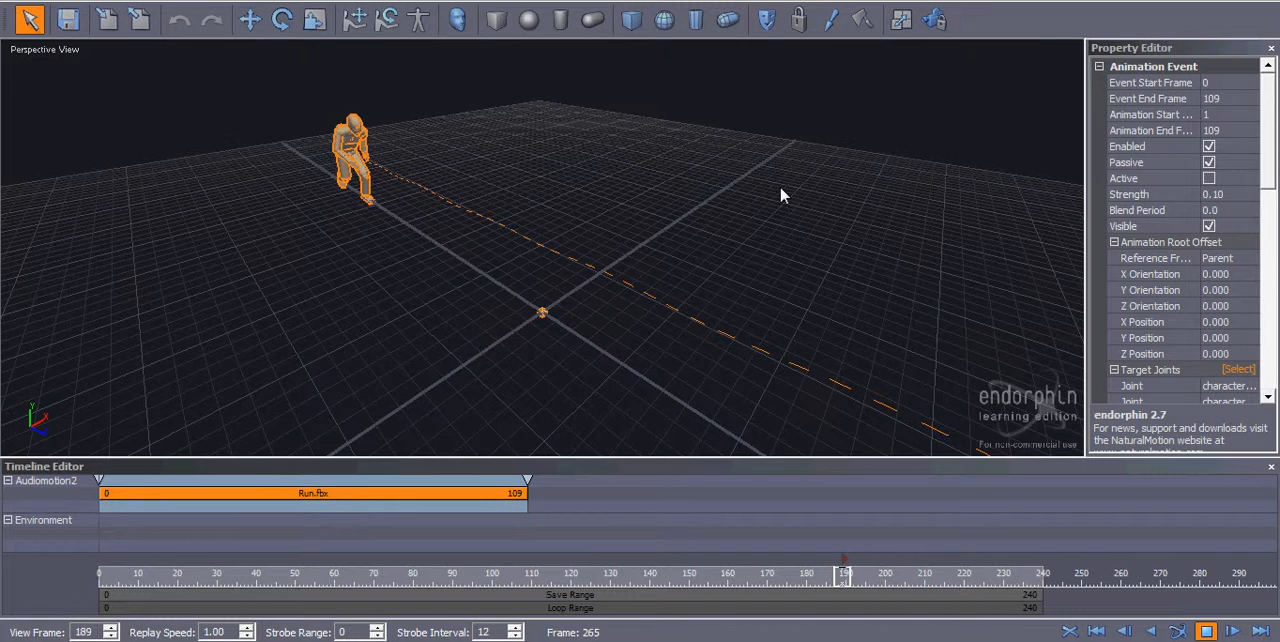 Perspective View
Property Editor
Animation Event
Event Start Frame 0
Event End Frame 109
Animation Start ... 1
Animation End F... 109
Enabled
Passive
Active
Strength 0.10
Blend Period 0.0
Visible
Animation Root Offset
Reference Fr... Parent
X Orientation 0.000
Y Orientation 0.000
Z Orientation 0.000
X Position 0.000
Y Position 0.000
Z Position 0.000
Target Joints [Select]
Joint character...
Joint character
endorphin 2.7
For news, support and downloads visit
the NaturalMotion website at
endorphin
learning edition
For non-commercial use
Y
X
Timeline Editor
Audiomotion2
0 Run.fbx 109
Environment
0 10 20 30 40 50 60 70 80 90 100 110 120 130 140 150 160 170 180 190 200 210 220 230 240 250 260 270 280 290
0 Save Range 240
0 Loop Range 240
View Frame: 189 Replay Speed: 1.00 Strobe Range: 0 Strobe Interval: 12 Frame: 265